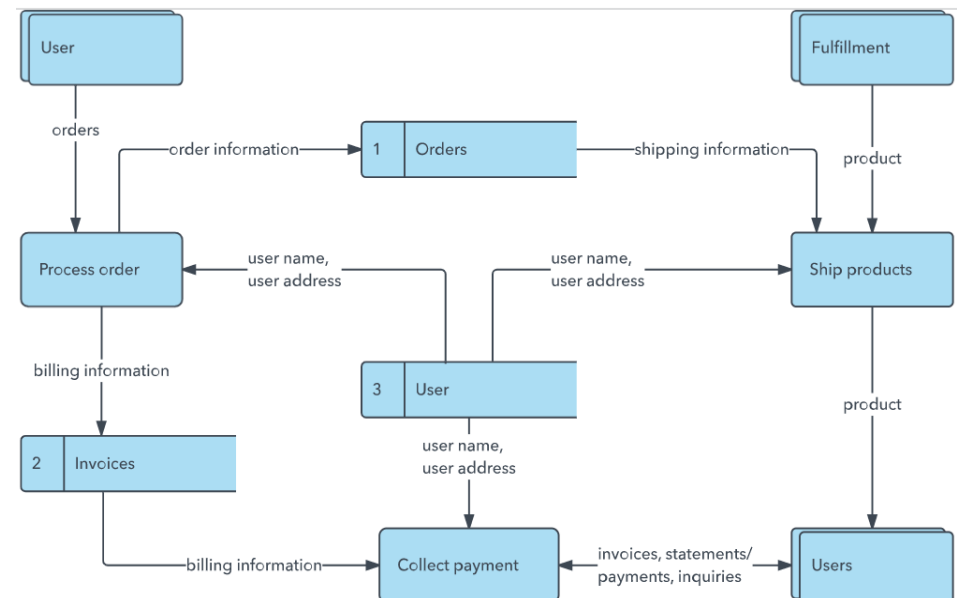 User
Fulfillment
orders
order information
1 Orders
shipping information
product
Process order
user name,
user address
user name,
user address
Ship products
billing information
3 User
product
user name,
user address
2 Invoices
billing information
Collect payment
invoices, statements/
payments, inquiries
Users